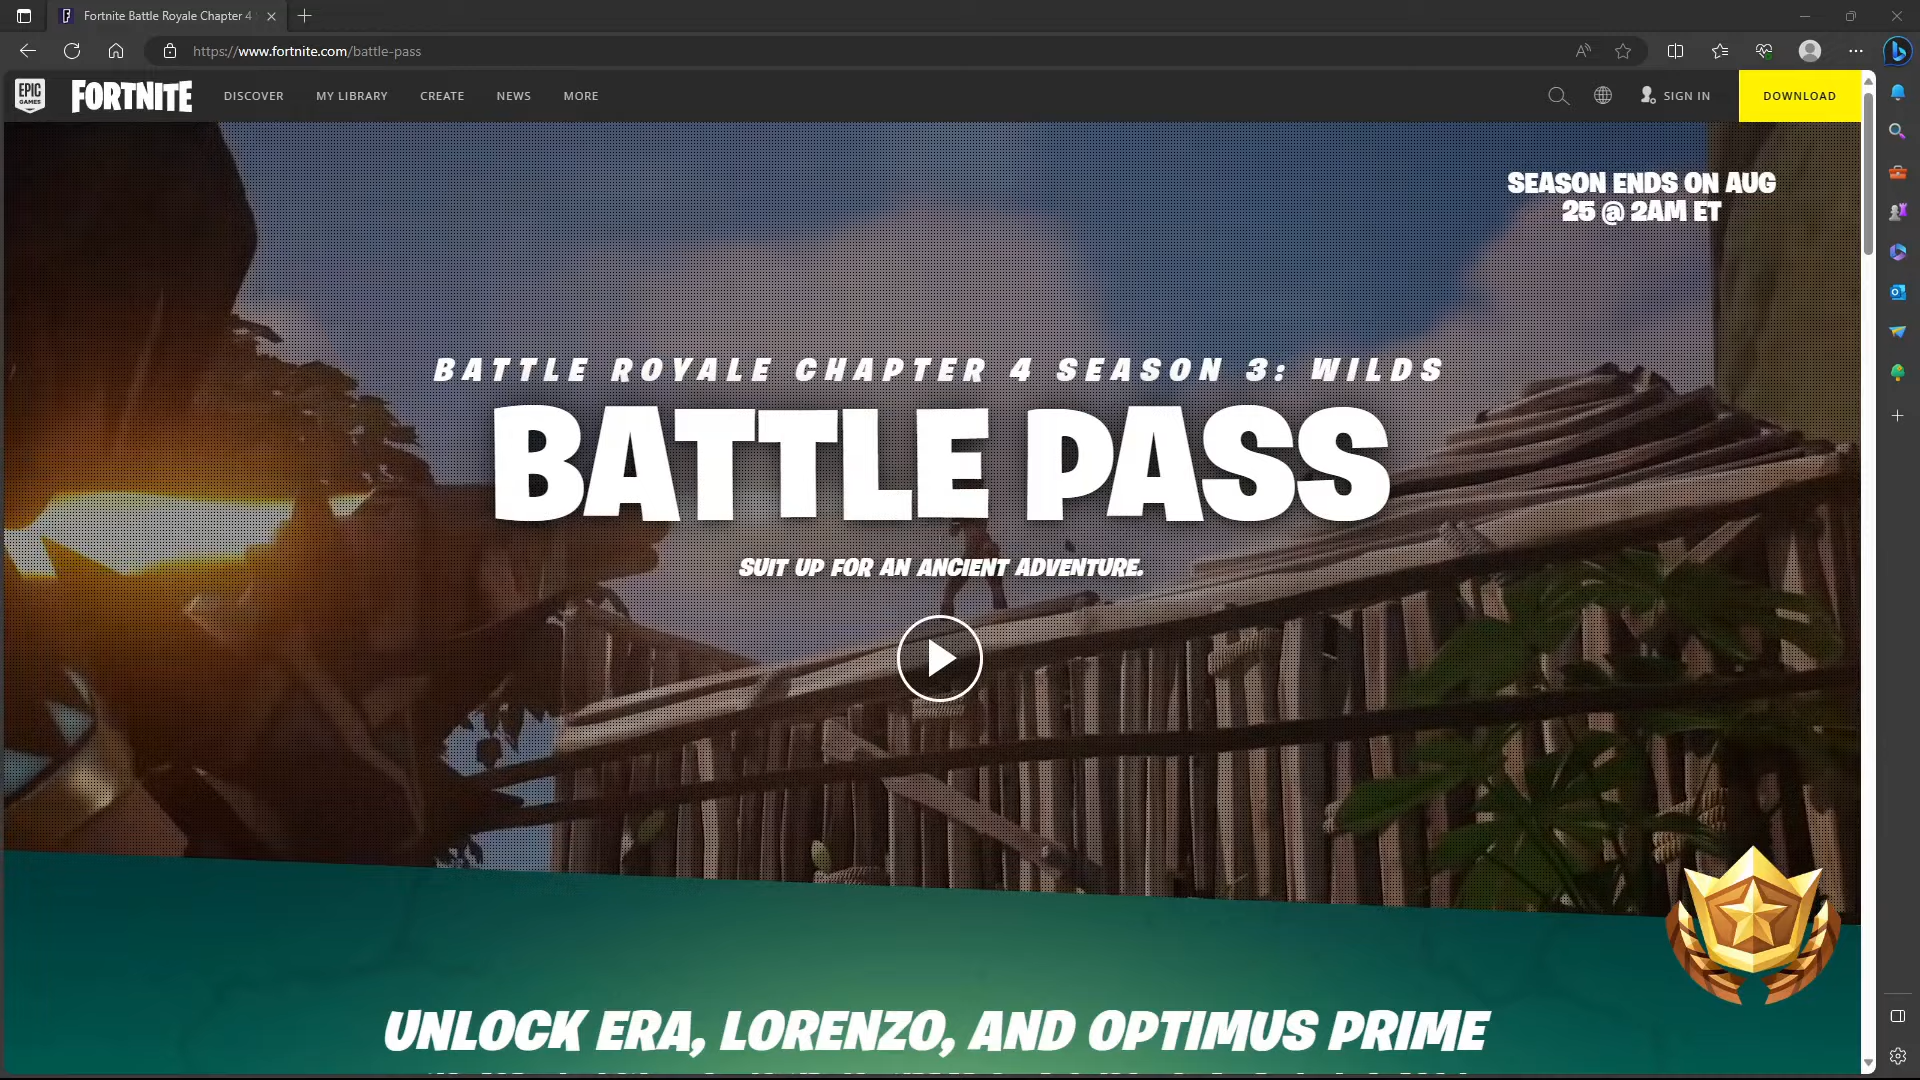 Fortnite Battle Royale Chapter 4
https://www.fortnite.com/battle-pass
EPIC
GAMES
FORTNITE
DISCOVER
MY LIBRARY
CREATE
NEWS
MORE
SIGN IN
DOWNLOAD
SEASON ENDS ON AUG
25 @ 2AM ET
BATTLE ROYALE CHAPTER 4 SEASON 3: WILDS
BATTLE PASS
SUIT UP FOR AN ANCIENT ADVENTURE.
UNLOCK ERA, LORENZO, AND OPTIMUS PRIME